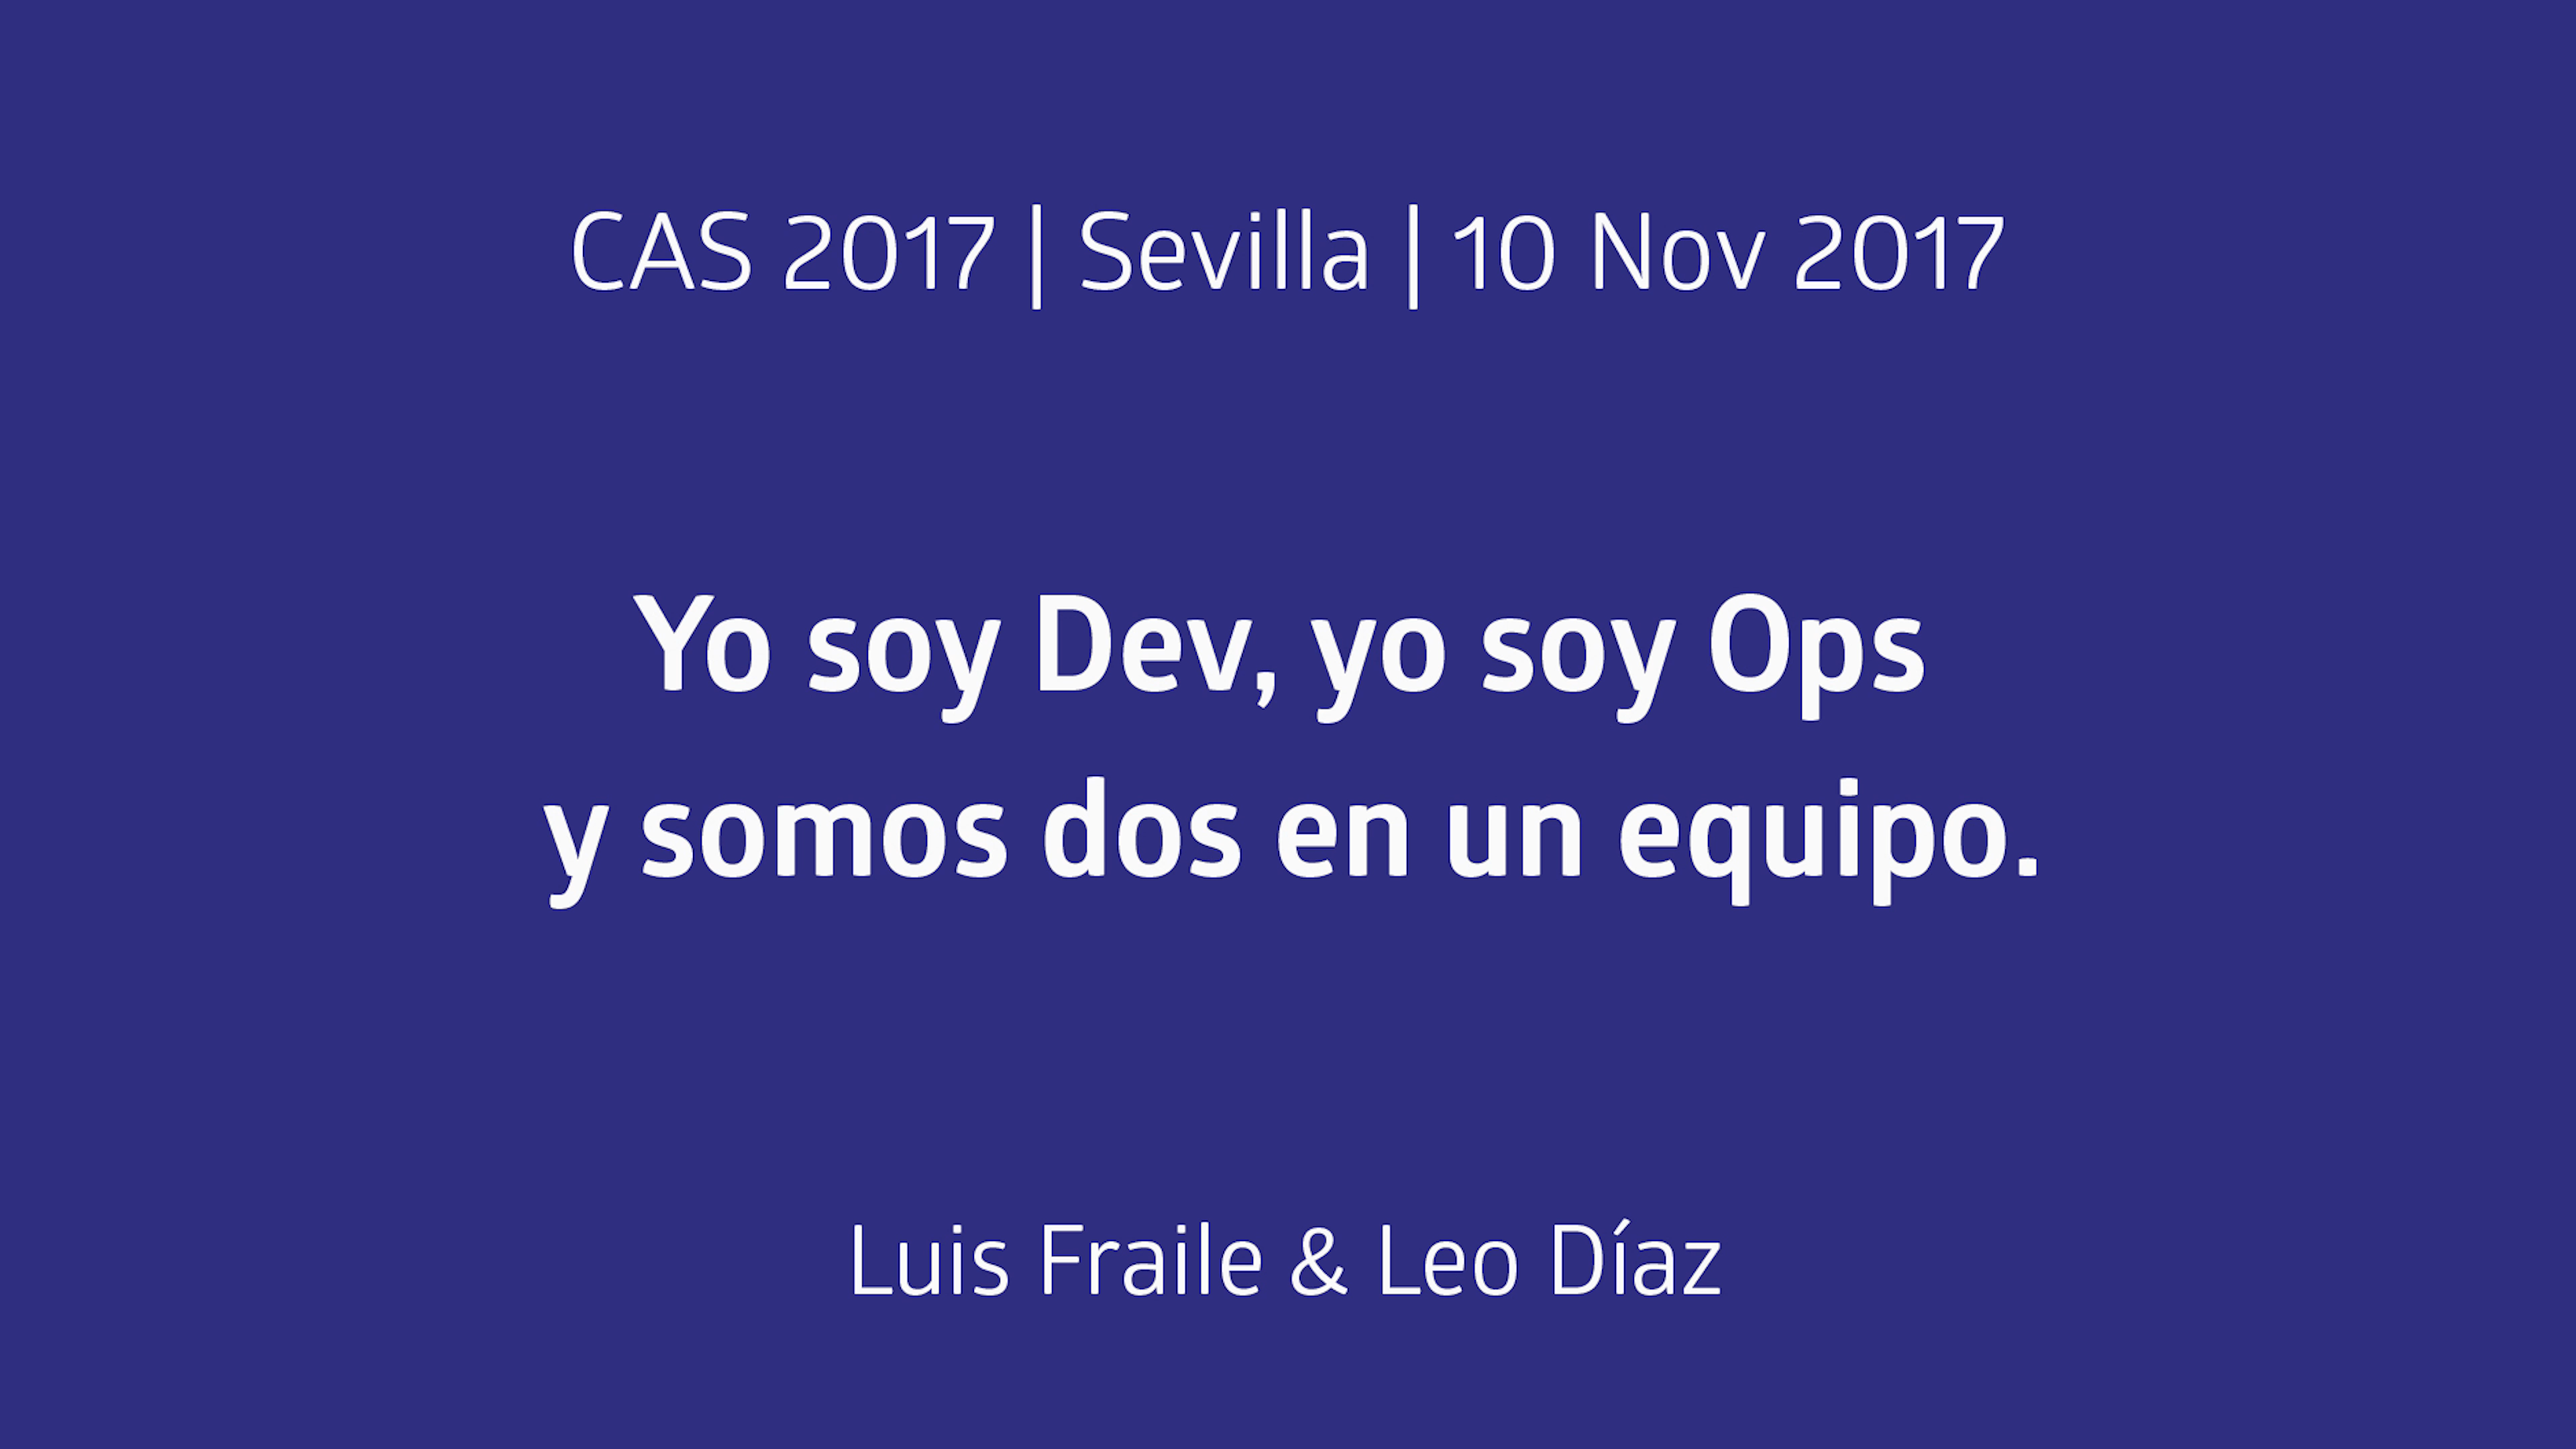 CAS 2017 | Sevilla | 10 Nov 2017
Yo soy Dev, yo soy Ops
y somos dos en un equipo.
Luis Fraile & Leo Díaz